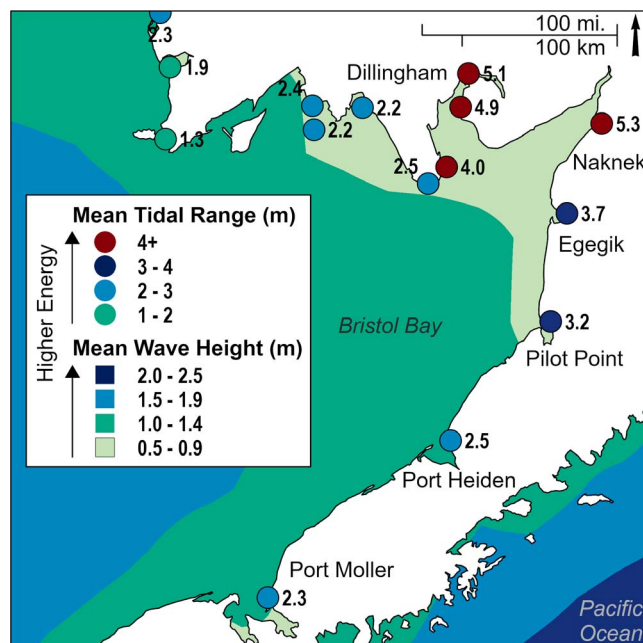 100 mi.
100 km
2.3
Dillingham
5.1
1.9
2.4
2.2
4.9
5.3
2.2
1.3
Naknek
4.0
2.5
3.7
Egegik
Mean Tidal Range (m)
4+
3 - 4
2 - 3
1 - 2
Higher Energy
Mean Wave Height (m)
2.0 - 2.5
1.5 - 1.9
1.0 - 1.4
0.5 - 0.9
Bristol Bay
3.2
Pilot Point
2.5
Port Heiden
Port Moller
2.3
Pacific
Ocean